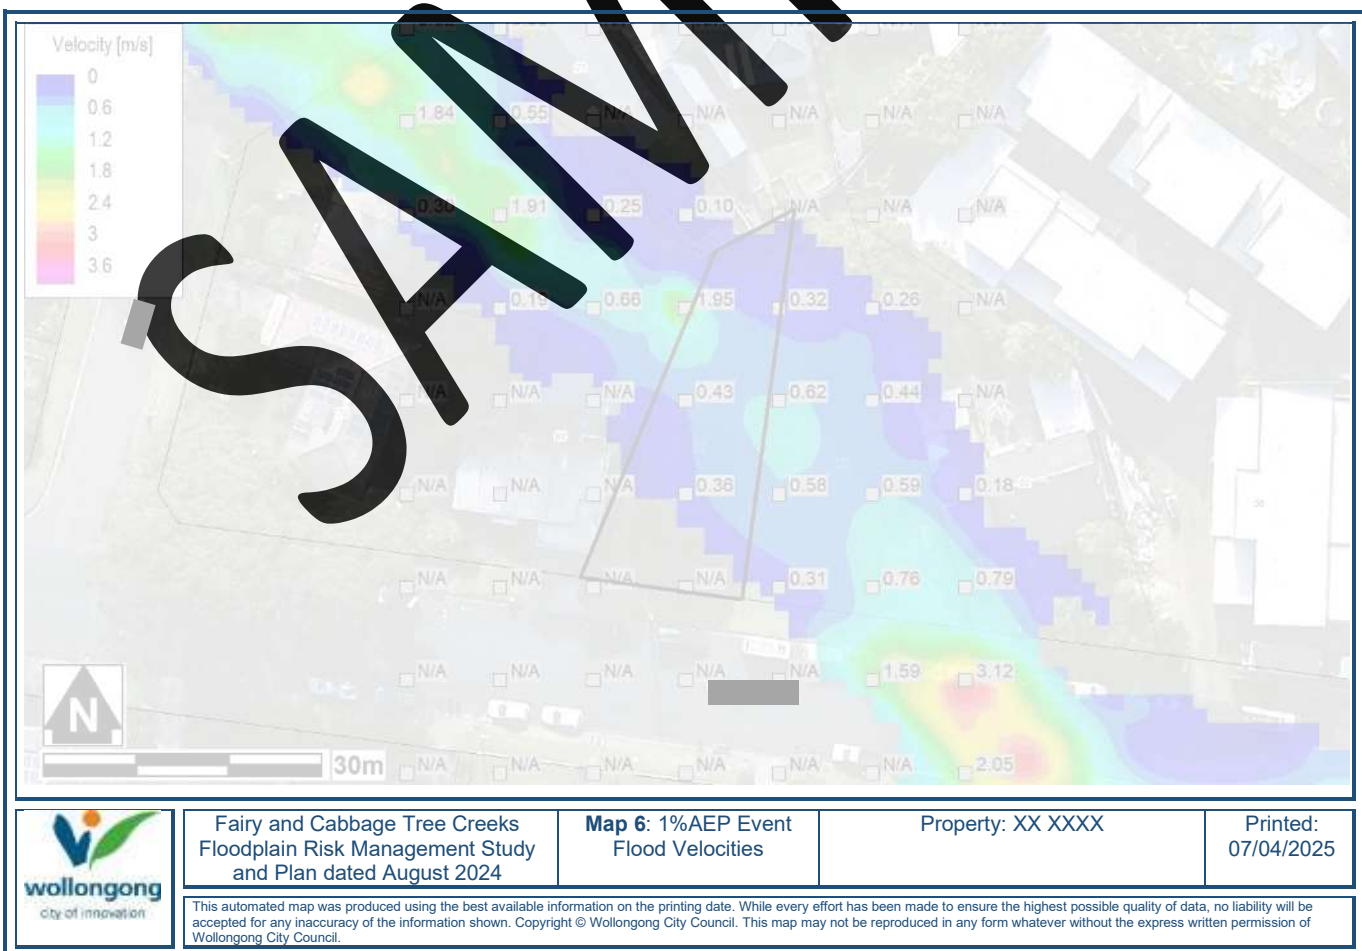 Velocity [m/s]
0
0.6
1.2
1.8
2.4
3
3.6
SAM
1.84 0.55 N/A N/A N/A N/A N/A
0.30 1.91 0.25 0.10 N/A N/A N/A
N/A 0.19 0.66 1.95 0.32 0.26 N/A
N/A N/A N/A 0.43 0.62 0.44 N/A
N/A N/A N/A 0.36 0.58 0.59 0.18
N/A N/A N/A N/A 0.31 0.76 0.79
N/A N/A N/A N/A N/A 1.59 3.12
N/A N/A N/A N/A N/A N/A 2.05
N
30m
wollongong
city of innovation
Fairy and Cabbage Tree Creeks
Floodplain Risk Management Study
and Plan dated August 2024
Map 6: 1%AEP Event
Flood Velocities
Property: XX XXXX
Printed:
07/04/2025
This automated map was produced using the best available information on the printing date. While every effort has been made to ensure the highest possible quality of data, no liability will be
accepted for any inaccuracy of the information shown. Copyright © Wollongong City Council. This map may not be reproduced in any form whatever without the express written permission of
Wollongong City Council.